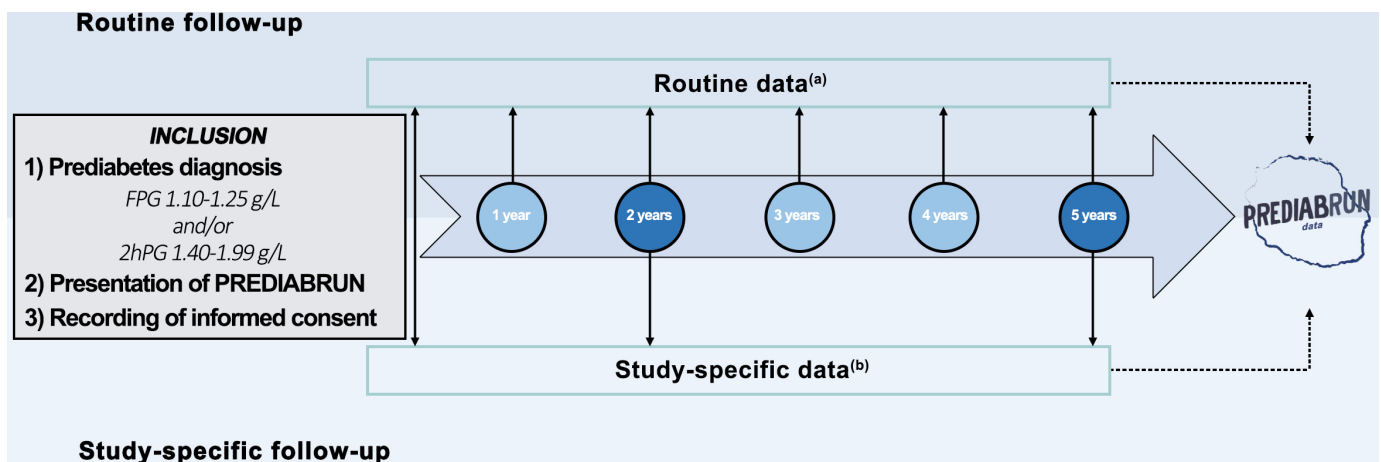 Routine follow-up
Routine data(a)
INCLUSION
1) Prediabetes diagnosis
FPG 1.10-1.25 g/L
and/or
2hPG 1.40-1.99 g/L
2) Presentation of PREDIABRUN
3) Recording of informed consent
1 year
2 years
3 years
4 years
5 years
PREDIABRUN
data
Study-specific data(b)
Study-specific follow-up